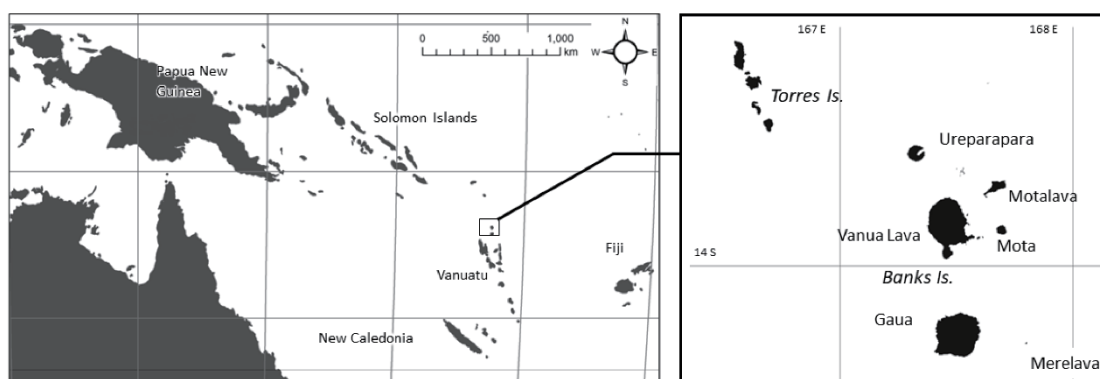 N
W E
S
0 500 1,000
km
Papua New
Guinea
Solomon Islands
Vanuatu
Fiji
New Caledonia
167 E
168 E
Torres Is.
Ureparapara
Motalava
Vanua Lava
Mota
14 S
Banks Is.
Gaua
Merelava